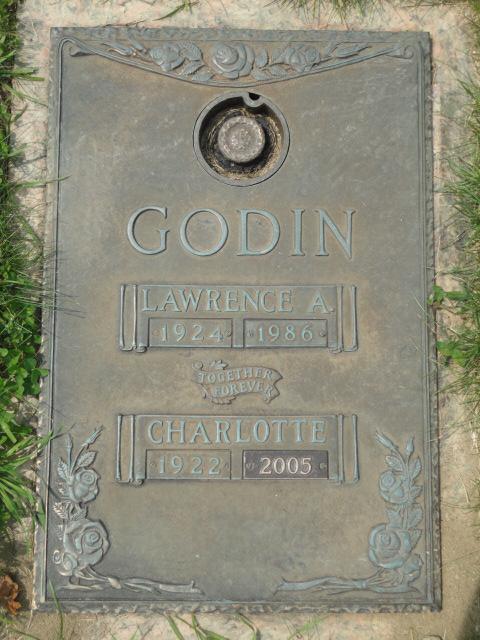 GODIN
LAWRENCE A.
1924 1986
TOGETHER
FOREVER
CHARLOTTE
1922 2005